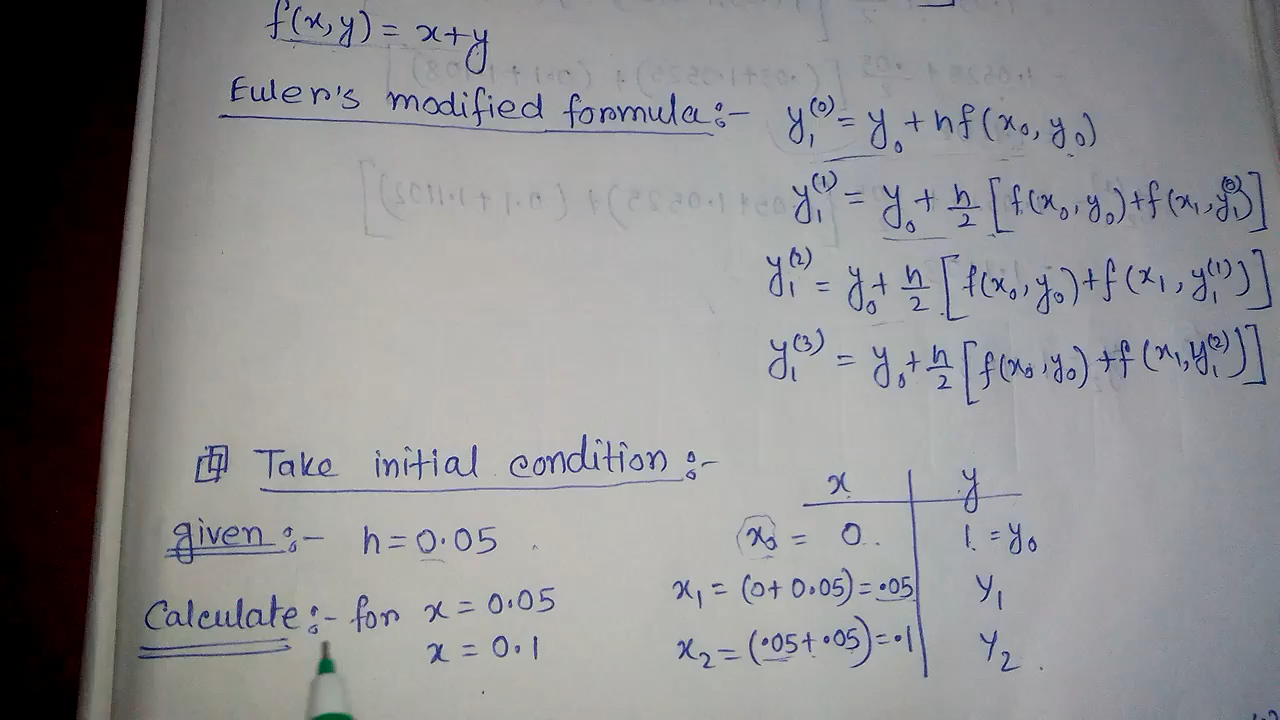 f(x,y) = x+y
Euler's modified formula:- y₁⁽⁰⁾ = y₀ + hf(x₀, y₀)
y₁⁽¹⁾ = y₀ + h/2 [f(x₀, y₀)+f(x₁, y₁⁽⁰⁾)]
y₁⁽²⁾ = y₀ + h/2 [f(x₀, y₀)+f(x₁, y₁⁽¹⁾)]
y₁⁽³⁾ = y₀ + h/2 [f(x₀, y₀)+f(x₁, y₁⁽²⁾)]
Take initial condition:-
x y
given:- h=0.05
x₀ = 0.. 1. = y₀
Calculate:- for x = 0.05
x = 0.1
x₁ = (0+0.05)=.05 y₁
x₂ = (.05+.05)=.1 y₂.